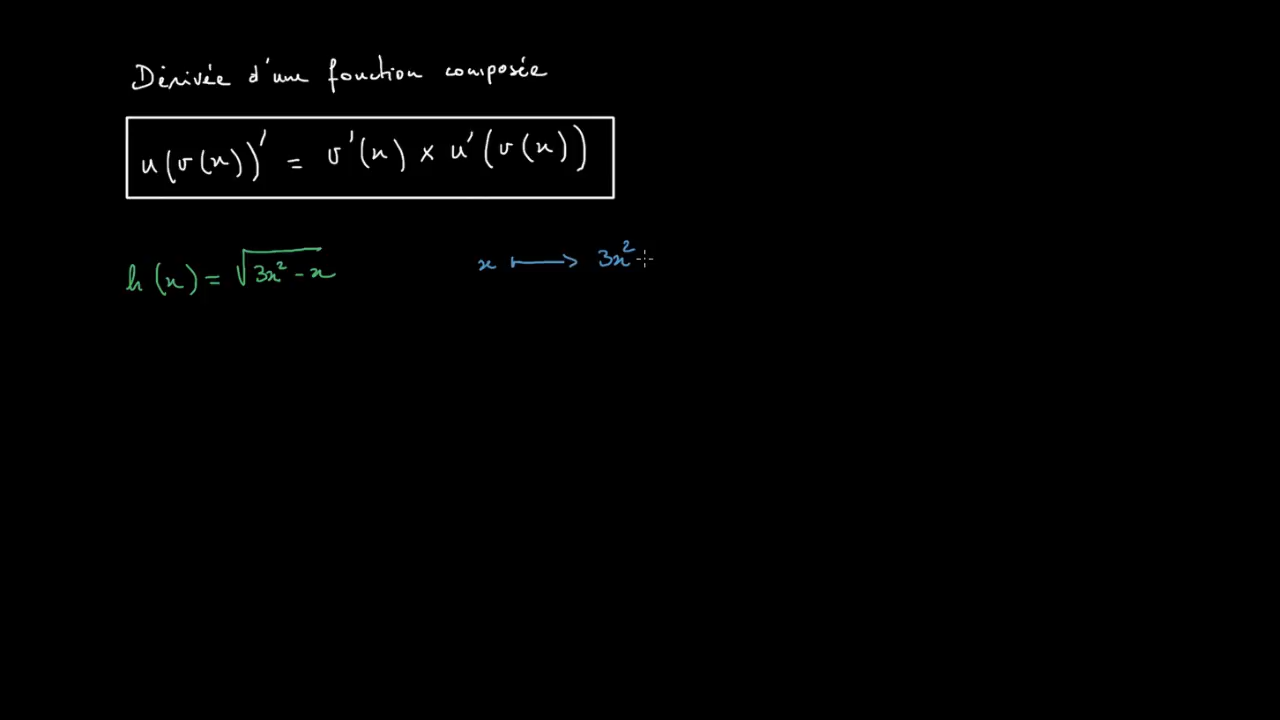 Dérivée d'une fonction composée
u(v(x))' = v'(x) × u'(v(x))
h(x) = √(3x² - x) x ⟼ 3x²